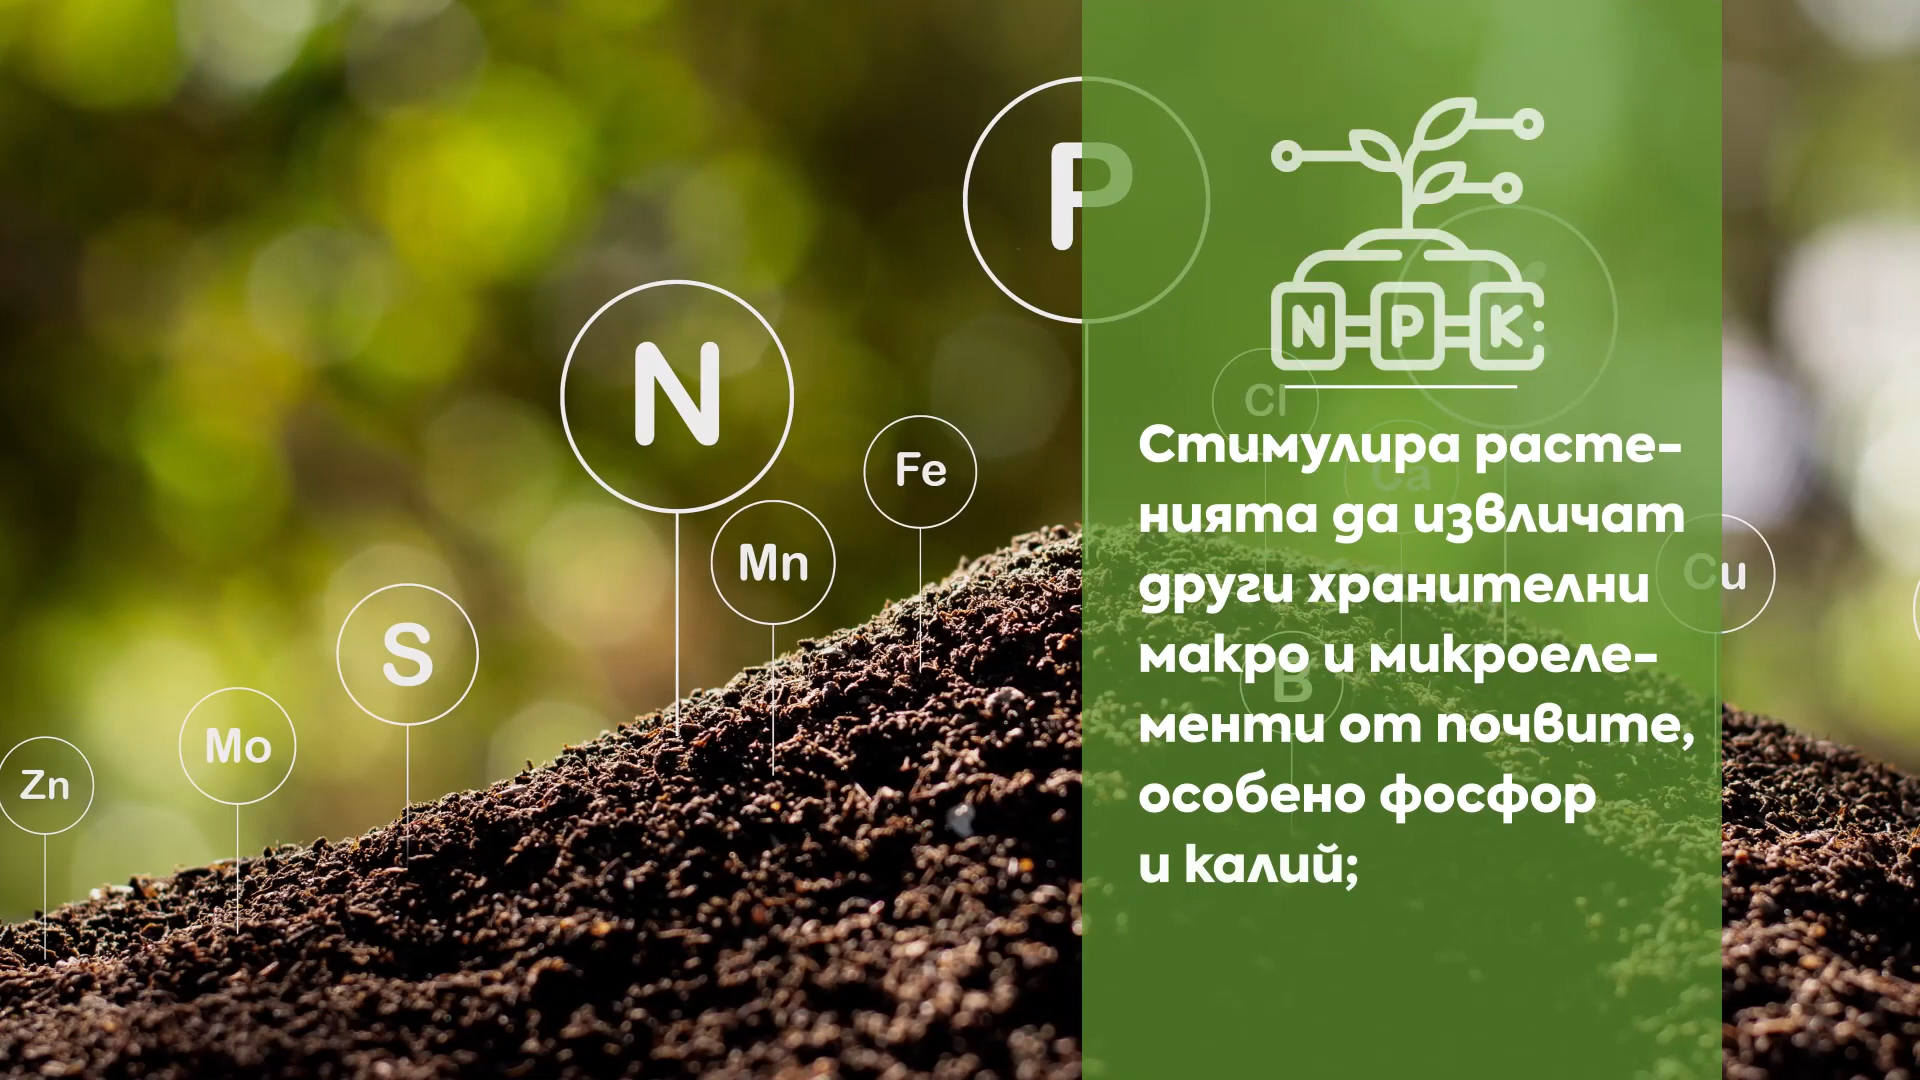 P
N
Fe
Mn
S
Mo
Zn
N P K
Cl
Ca
Cu
B
Стимулира расте-
нията да извличат
други хранителни
макро и микроеле-
менти от почвите,
особено фосфор
и калий;